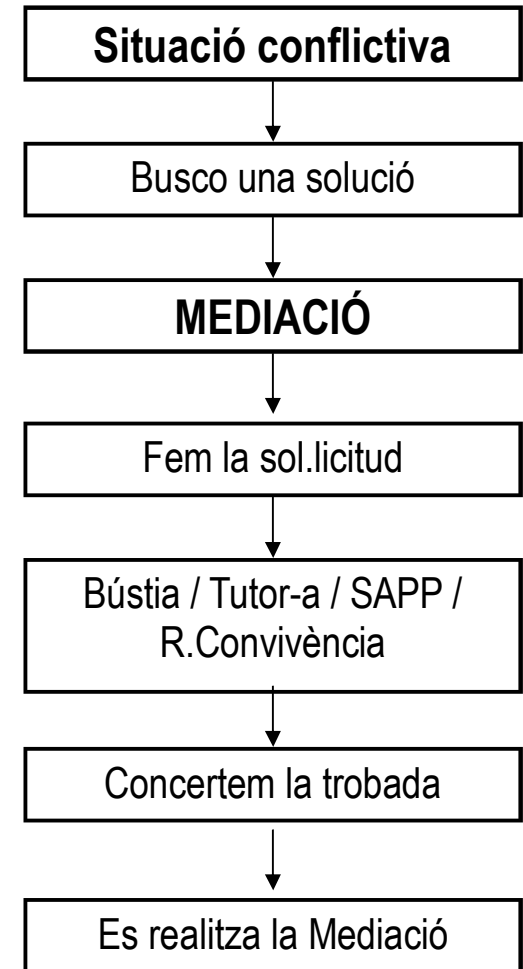 Situació conflictiva
Busco una solució
MEDIACIÓ
Fem la sol.licitud
Bústia / Tutor-a / SAPP /
R.Convivència
Concertem la trobada
Es realitza la Mediació